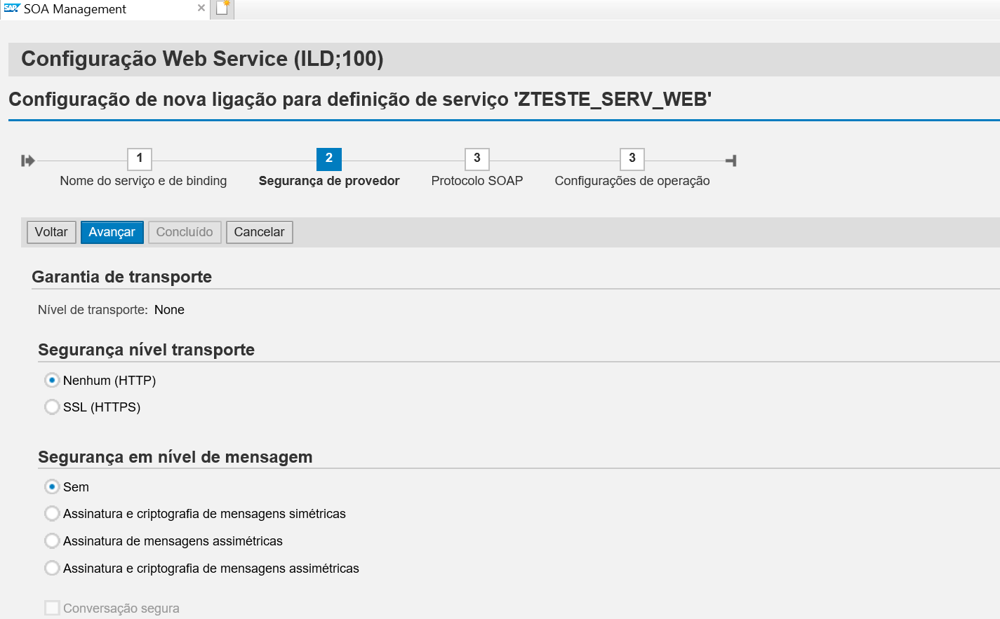 SAP SOA Management
Configuração Web Service (ILD;100)
Configuração de nova ligação para definição de serviço 'ZTESTE_SERV_WEB'
1 2 3 3
Nome do serviço e de binding Segurança de provedor Protocolo SOAP Configurações de operação
Voltar Avançar Concluído Cancelar
Garantia de transporte
Nível de transporte: None
Segurança nível transporte
Nenhum (HTTP)
SSL (HTTPS)
Segurança em nível de mensagem
Sem
Assinatura e criptografia de mensagens simétricas
Assinatura de mensagens assimétricas
Assinatura e criptografia de mensagens assimétricas
Conversação segura